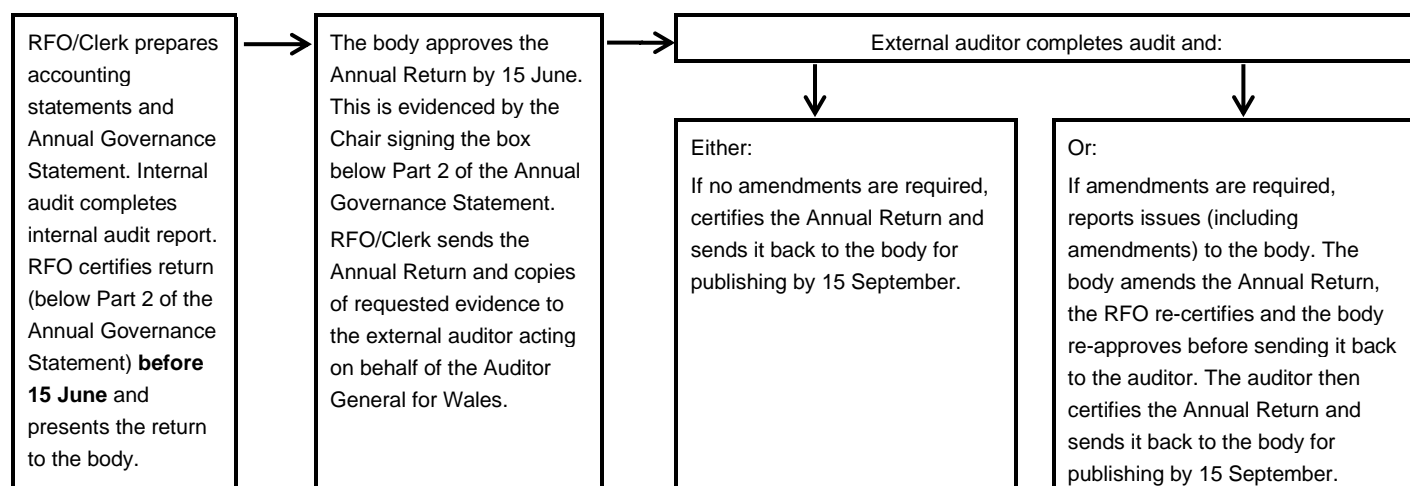 RFO/Clerk prepares
accounting
statements and
Annual Governance
Statement. Internal
audit completes
internal audit report.
RFO certifies return
(below Part 2 of the
Annual Governance
Statement) before
15 June and
presents the return
to the body.
The body approves the
Annual Return by 15 June.
This is evidenced by the
Chair signing the box
below Part 2 of the Annual
Governance Statement.
RFO/Clerk sends the
Annual Return and copies
of requested evidence to
the external auditor acting
on behalf of the Auditor
General for Wales.
External auditor completes audit and:
Either:
If no amendments are required,
certifies the Annual Return and
sends it back to the body for
publishing by 15 September.
Or:
If amendments are required,
reports issues (including
amendments) to the body. The
body amends the Annual Return,
the RFO re-certifies and the body
re-approves before sending it back
to the auditor. The auditor then
certifies the Annual Return and
sends it back to the body for
publishing by 15 September.